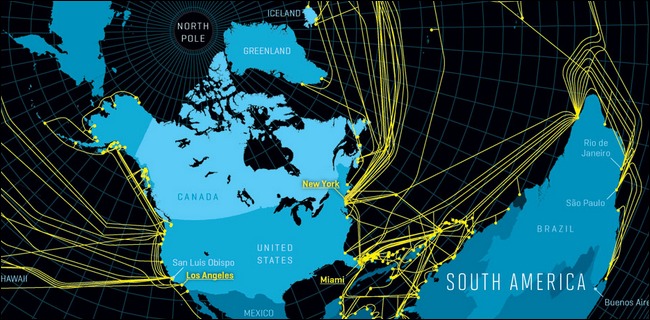 ICELAND
NORTH
POLE
GREENLAND
Rio de
Janeiro
New York
CANADA
São Paulo
BRAZIL
UNITED
STATES
San Luis Obispo
Los Angeles
HAWAII
Miami
SOUTH AMERICA
Buenos Aire
MEXICO